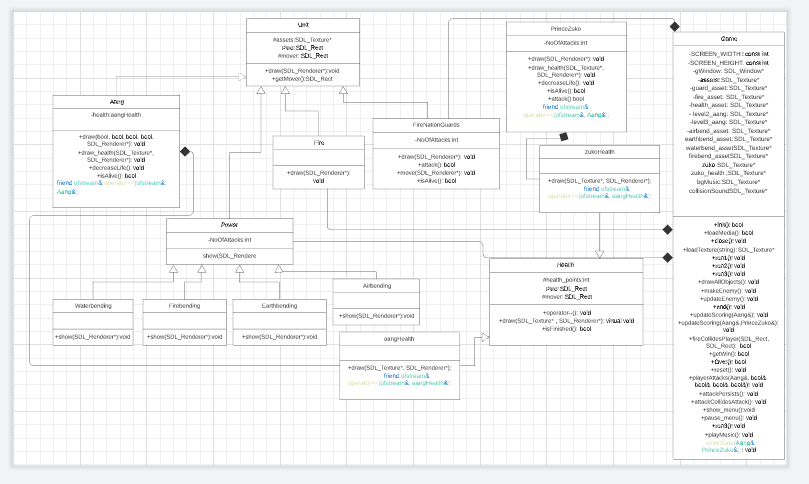 Unit
#assets:SDL_Texture*
#src: SDL_Rect
#mover: SDL_Rect
+draw(SDL_Renderer*):void
+getMover():SDL_Rect
Aang
-health:aangHealth
+draw(bool, bool, bool, bool,
SDL_Renderer*): void
+draw_health(SDL_Texture*,
SDL_Renderer*): void
+decreaseLife(): void
+isAlive(): bool
friend ofstream& operator<<(ofstream&,
Aang&);
Fire
+draw(SDL_Renderer*):
void
FireNationGuards
-NoOfAttacks:int
+draw(SDL_Renderer*): void
+attack(): bool
+move(SDL_Renderer*): void
+isAlive(): bool
PrinceZuko
-NoOfAttacks:int
+draw(SDL_Renderer*): void
+draw_health(SDL_Texture*,
SDL_Renderer*): void
+decreaseLife(): void
+isAlive(): bool
+attack():bool
friend ofstream&
operator<<(ofstream&, Aang&);
zukoHealth
+draw(SDL_Texture*, SDL_Renderer*);
friend ofstream&
operator<<(ofstream&, aangHealth&)
Power
-NoOfAttacks:int
show(SDL_Rendere
Waterbending
+show(SDL_Renderer*):void
Firebending
+show(SDL_Renderer*):void
Earthbending
+show(SDL_Renderer*):void
Airbending
+show(SDL_Renderer*):void
aangHealth
+draw(SDL_Texture*, SDL_Renderer*);
friend ofstream&
operator<<(ofstream&, aangHealth&)
Health
#health_points:int
#src: SDL_Rect
#mover: SDL_Rect
+operator--(): void
+draw(SDL_Texture* , SDL_Renderer*): virtual void
+isFinished(): bool
Game
-SCREEN_WIDTH : const int
-SCREEN_HEIGHT: const int
-gWindow: SDL_Window*
-assets: SDL_Texture*
-guard_asset: SDL_Texture*
-fire_asset: SDL_Texture*
-health_asset: SDL_Texture*
- level2_aang: SDL_Texture*
-level3_aang: SDL_Texture*
-airbend_asset: SDL_Texture*
earthbend_asset: SDL_Texture*
waterbend_assetSDL_Texture*
firebend_assetSDL_Texture*
zuko SDL_Texture*
zuko_health ;SDL_Texture*
bgMusic:SDL_Texture*
collisionSoundSDL_Texture*
+init(): bool
+loadMedia(): bool
+close(): void
+loadTexture(string): SDL_Texture*
+run1(): void
+run2(): void
+run3(): void
+drawAllObjects(): void
+makeEnemy(): void
+updateEnemy(): void
+end(): void
+updateScoring(Aang&): void
+updateScoring(Aang&,PrinceZuko&):
void
+fireCollidesPlayer(SDL_Rect,
SDL_Rect): bool
+getWin(): bool
+Over(): bool
+reset(): void
+playerAttacks(Aang&, bool&,
bool&, bool&, bool&): void
+attackPersists(): void
+attackCollidesAttack(): void
+show_menu():void
+pause_menu(): void
+run3(): void
+playMusic(): void
writeState(Aang&,
PrinceZuko&) : void